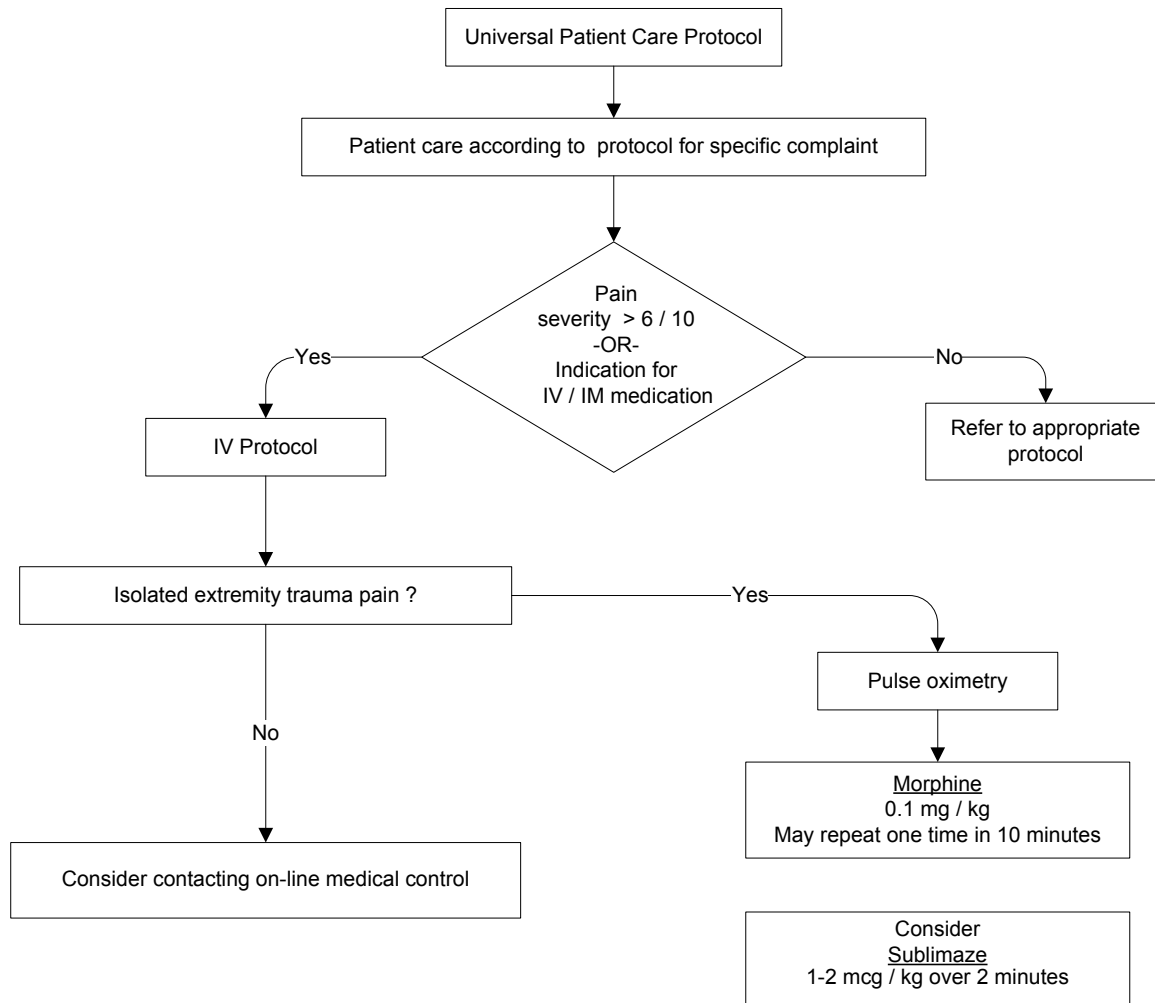 Universal Patient Care Protocol
Patient care according to  protocol for specific complaint
Pain
severity  > 6 / 10
-OR-
Indication for
IV / IM medication
Yes
No
IV Protocol
Refer to appropriate
protocol
Isolated extremity trauma pain ?
Yes
Pulse oximetry
No
Morphine
0.1 mg / kg
May repeat one time in 10 minutes
Consider contacting on-line medical control
Consider
Sublimaze
1-2 mcg / kg over 2 minutes